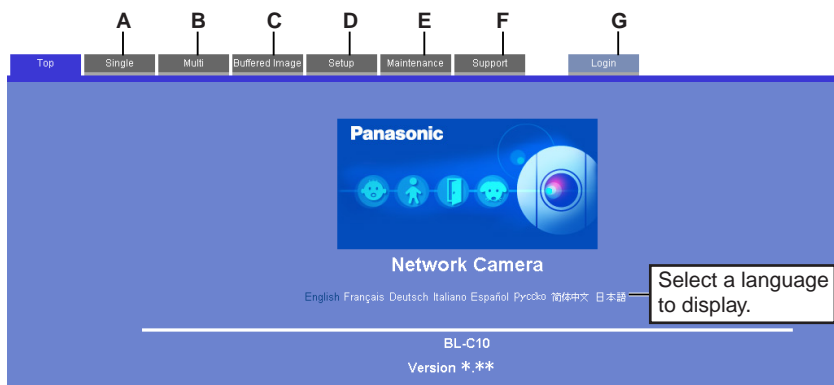 A B C D E F G
Top Single Multi Buffered Image Setup Maintenance Support Login
Panasonic
Network Camera
English Français Deutsch Italiano Español Русско 简体中文 日本語
Select a language
to display.
BL-C10
Version *.**